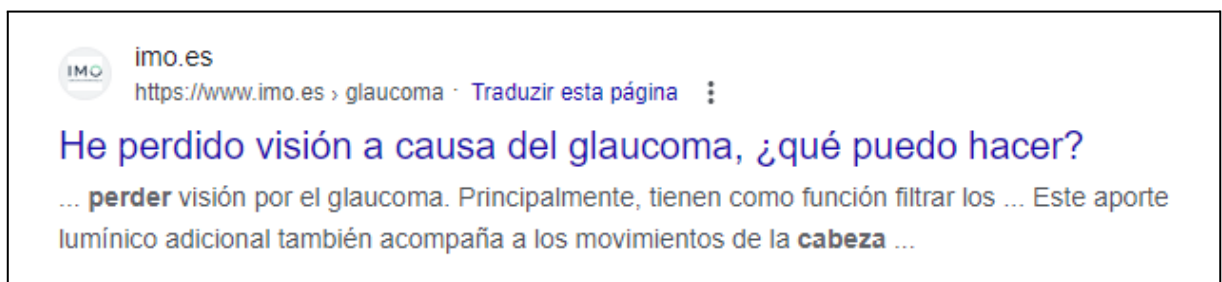 imo.es
IMO
https://www.imo.es › glaucoma · Traduzir esta página
He perdido visión a causa del glaucoma, ¿qué puedo hacer?
... perder visión por el glaucoma. Principalmente, tienen como función filtrar los ... Este aporte
lumínico adicional también acompaña a los movimientos de la cabeza ...